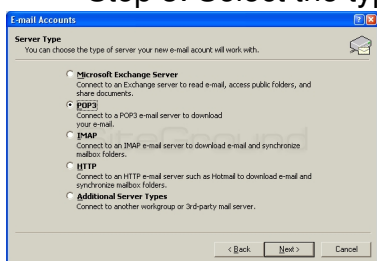 Step 3: Select the typ
E-mail Accounts
Server Type
You can choose the type of server your new e-mail acount will work with.
Microsoft Exchange Server
Connect to an Exchange server to read e-mail, access public folders, and
share documents.
POP3
Connect to a POP3 e-mail server to download
your e-mail.
IMAP
Connect to an IMAP e-mail server to download e-mail and synchronize
mailbox folders.
HTTP
Connect to an HTTP e-mail server such as Hotmail to download e-mail and
synchronize mailbox folders.
Additional Server Types
Connect to another workgroup or 3rd-party mail server.
SiteGround
< Back Next > Cancel